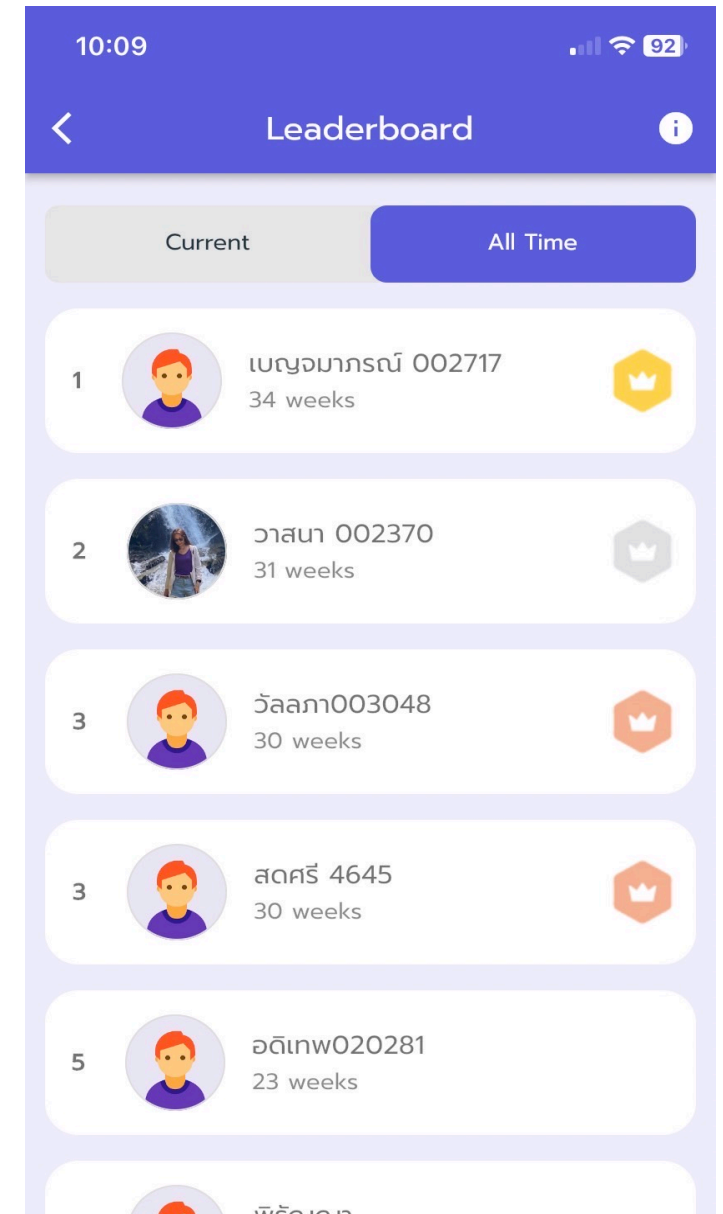 10:09
92
Leaderboard
Current
All Time
1
เบญจมาภรณ์ 002717
34 weeks
2
วาสนา 002370
31 weeks
3
วัลลภา003048
30 weeks
3
สดศรี 4645
30 weeks
5
อดิเทพ020281
23 weeks